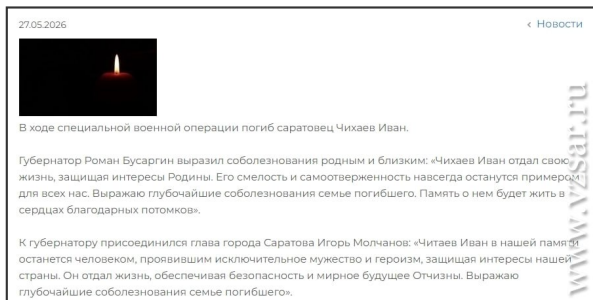 27.05.2026
‹ Новости
В ходе специальной военной операции погиб саратовец Чихаев Иван.
Губернатор Роман Бусаргин выразил соболезнования родным и близким: «Чихаев Иван отдал свою
жизнь, защищая интересы Родины. Его смелость и самоотверженность навсегда останутся примером
для всех нас. Выражаю глубочайшие соболезнования семье погибшего. Память о нем будет жить в
сердцах благодарных потомков».
К губернатору присоединился глава города Саратова Игорь Молчанов: «Читаев Иван в нашей памяти
останется человеком, проявившим исключительное мужество и героизм, защищая интересы нашей
страны. Он отдал жизнь, обеспечивая безопасность и мирное будущее Отчизны. Выражаю
глубочайшие соболезнования семье погибшего».
www.vzsar.ru